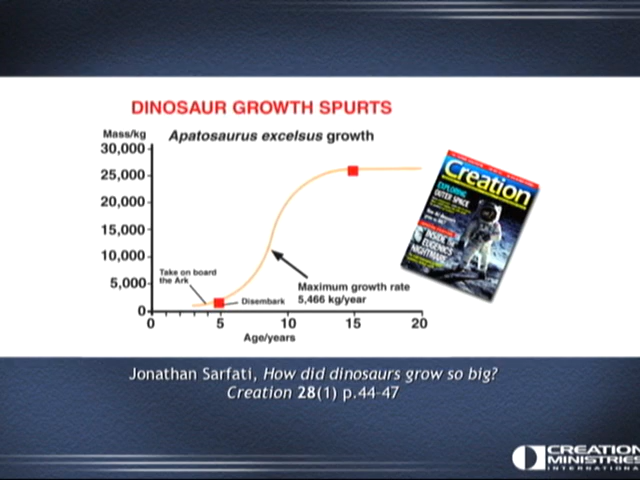 DINOSAUR GROWTH SPURTS
Mass/kg
Apatosaurus excelsus growth
30,000
25,000
20,000
15,000
10,000
5,000
0
Take on board
the Ark
Disembark
Maximum growth rate
5,466 kg/year
0
5
10
15
20
Age/years
Creation
EXPLORING
OUTER SPACE
INSIDE
EUGENICS
NIGHTMARE
Jonathan Sarfati, How did dinosaurs grow so big?
Creation 28(1) p.44-47
CREATION
MINISTRIES
INTERNATIONAL